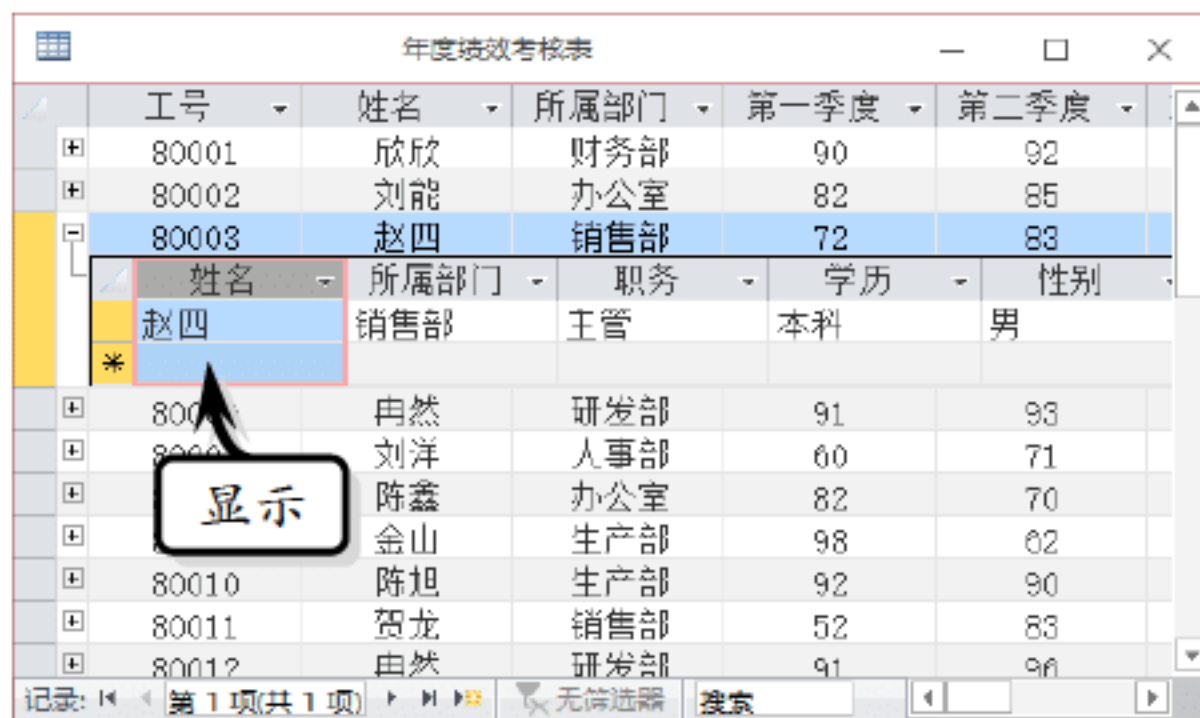 年度绩效考核表
工号 姓名 所属部门 第一季度 第二季度
80001 欣欣 财务部 90 92
80002 刘能 办公室 82 85
80003 赵四 销售部 72 83
姓名 所属部门 职务 学历 性别
赵四 销售部 主管 本科 男
冉然 研发部 91 93
刘洋 人事部 60 71
陈鑫 办公室 82 70
显示
金山 生产部 98 62
80010 陈旭 生产部 92 90
80011 贺龙 销售部 52 83
80012 冉然 研发部 91 96
记录: 第 1 项(共 1 项) 无筛选器 搜索